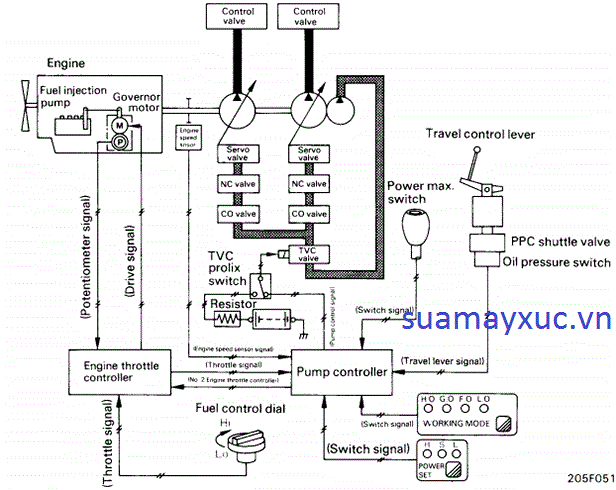 Control
valve
Control
valve
Engine
Fuel injection
pump
Governor
motor
M
P
Engine
speed
sensor
Servo
valve
Servo
valve
NC valve
NC valve
CO valve
CO valve
TVC
valve
TVC
prolix
switch
Resistor
Travel control lever
Power max.
switch
PPC shuttle valve
Oil pressure switch
(Potentiometer signal)
(Drive signal)
(Pump control signal)
(Switch signal)
suamayxuc.vn
(Engine speed sensor signal)
(Throttle signal)
(No. 2 Engine throttle controller)
(Travel lever signal)
Engine throttle
controller
Pump controller
Fuel control dial
Hi
Lo
(Throttle signal)
(Switch signal)
(Switch signal)
HO GO FO LO
WORKING MODE
H S L
POWER
SET
205F051